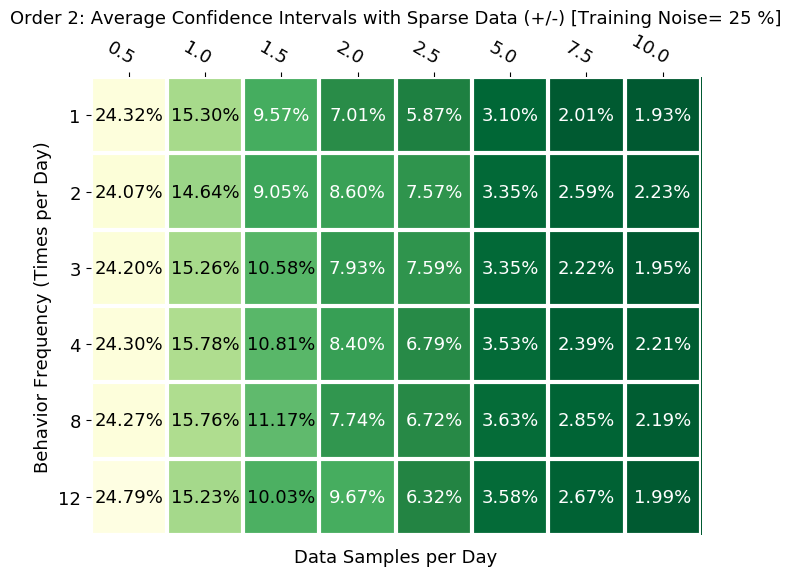 Order 2: Average Confidence Intervals with Sparse Data (+/-) [Training Noise= 25 %]
0.5 1.0 1.5 2.0 2.5 5.0 7.5 10.0
1 24.32% 15.30% 9.57% 7.01% 5.87% 3.10% 2.01% 1.93%
2 24.07% 14.64% 9.05% 8.60% 7.57% 3.35% 2.59% 2.23%
3 24.20% 15.26% 10.58% 7.93% 7.59% 3.35% 2.22% 1.95%
4 24.30% 15.78% 10.81% 8.40% 6.79% 3.53% 2.39% 2.21%
8 24.27% 15.76% 11.17% 7.74% 6.72% 3.63% 2.85% 2.19%
12 24.79% 15.23% 10.03% 9.67% 6.32% 3.58% 2.67% 1.99%
Behavior Frequency (Times per Day)
Data Samples per Day